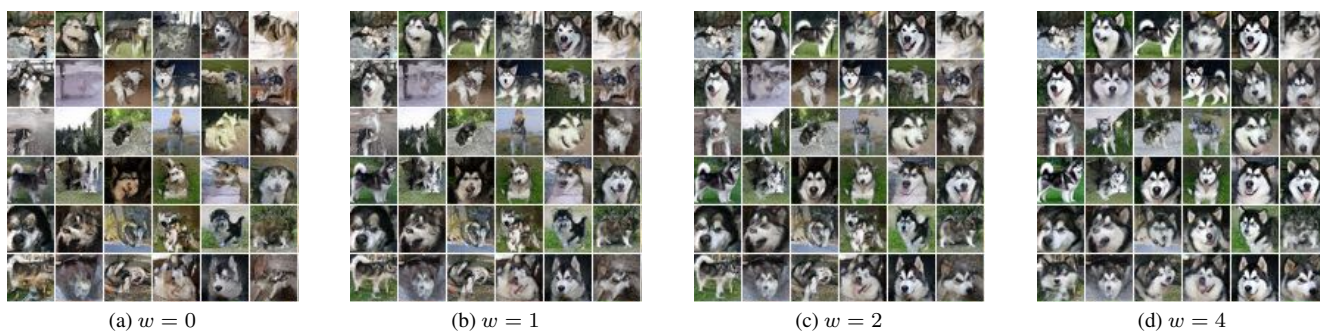 (a) w = 0
(b) w = 1
(c) w = 2
(d) w = 4